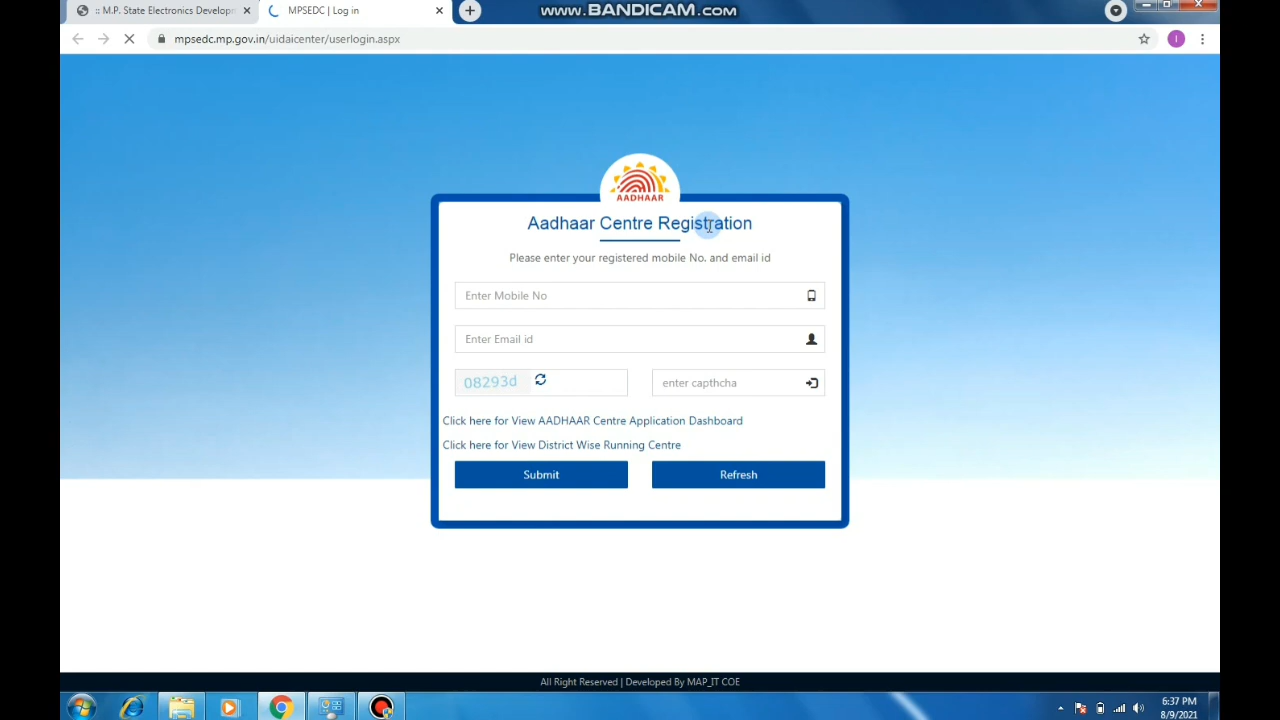 :: M.P. State Electronics Develop
MPSEDC | Log in
WWW.BANDICAM.COM
mpsedc.mp.gov.in/uidaicenter/userlogin.aspx
I
AADHAAR
Aadhaar Centre Registration
Please enter your registered mobile No. and email id
Enter Mobile No
Enter Email id
08293d
enter capthcha
Click here for View AADHAAR Centre Application Dashboard
Click here for View District Wise Running Centre
Submit
Refresh
All Right Reserved | Developed By MAP_IT COE
6:37 PM
8/9/2021